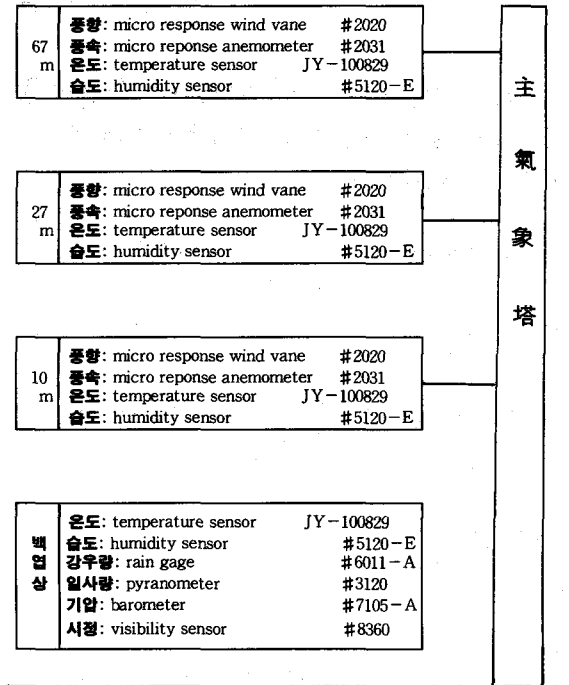 67 m
풍향: micro response wind vane #2020
풍속: micro reponse anemometer #2031
온도: temperature sensor JY-100829
습도: humidity sensor #5120-E
27 m
풍향: micro response wind vane #2020
풍속: micro reponse anemometer #2031
온도: temperature sensor JY-100829
습도: humidity sensor #5120-E
10 m
풍향: micro response wind vane #2020
풍속: micro reponse anemometer #2031
온도: temperature sensor JY-100829
습도: humidity sensor #5120-E
백엽상
온도: temperature sensor JY-100829
습도: humidity sensor #5120-E
강우량: rain gage #6011-A
일사량: pyranometer #3120
기압: barometer #7105-A
시정: visibility sensor #8360
主氣象塔